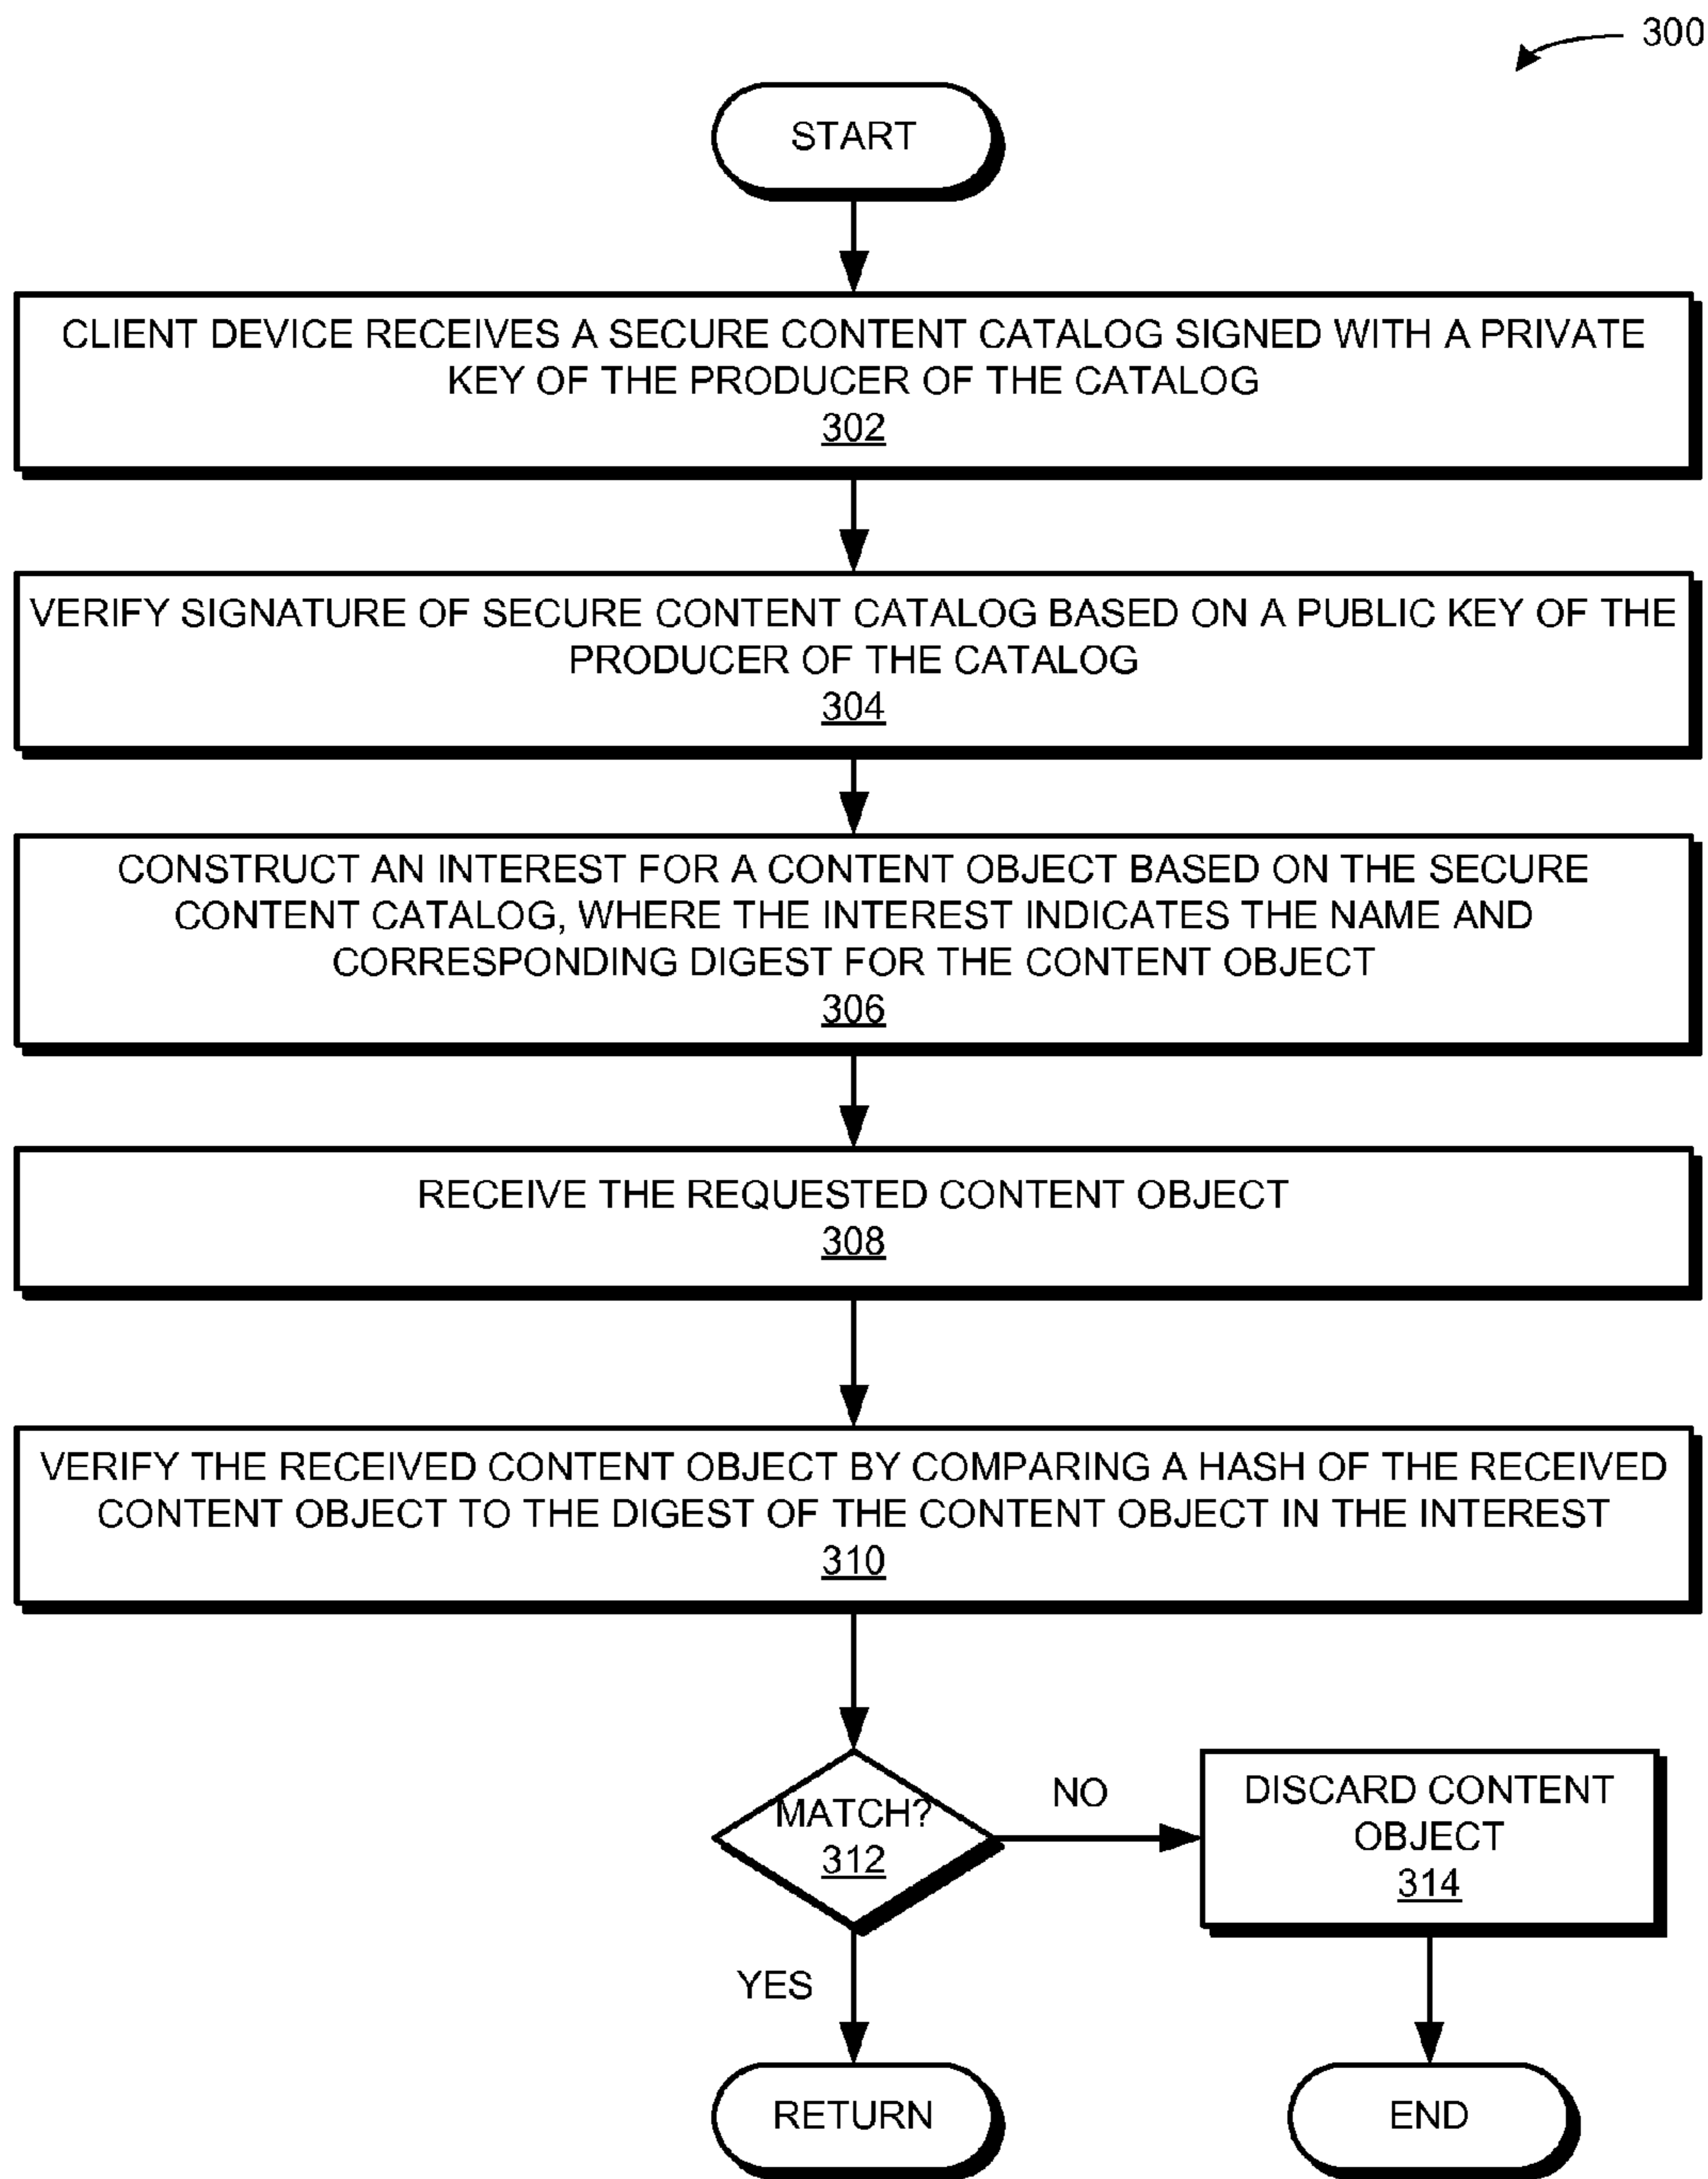 300
START
CLIENT DEVICE RECEIVES A SECURE CONTENT CATALOG SIGNED WITH A PRIVATE
KEY OF THE PRODUCER OF THE CATALOG
302
VERIFY SIGNATURE OF SECURE CONTENT CATALOG BASED ON A PUBLIC KEY OF THE
PRODUCER OF THE CATALOG
304
CONSTRUCT AN INTEREST FOR A CONTENT OBJECT BASED ON THE SECURE
CONTENT CATALOG, WHERE THE INTEREST INDICATES THE NAME AND
CORRESPONDING DIGEST FOR THE CONTENT OBJECT
306
RECEIVE THE REQUESTED CONTENT OBJECT
308
VERIFY THE RECEIVED CONTENT OBJECT BY COMPARING A HASH OF THE RECEIVED
CONTENT OBJECT TO THE DIGEST OF THE CONTENT OBJECT IN THE INTEREST
310
MATCH?
312
NO
DISCARD CONTENT
OBJECT
314
YES
RETURN
END